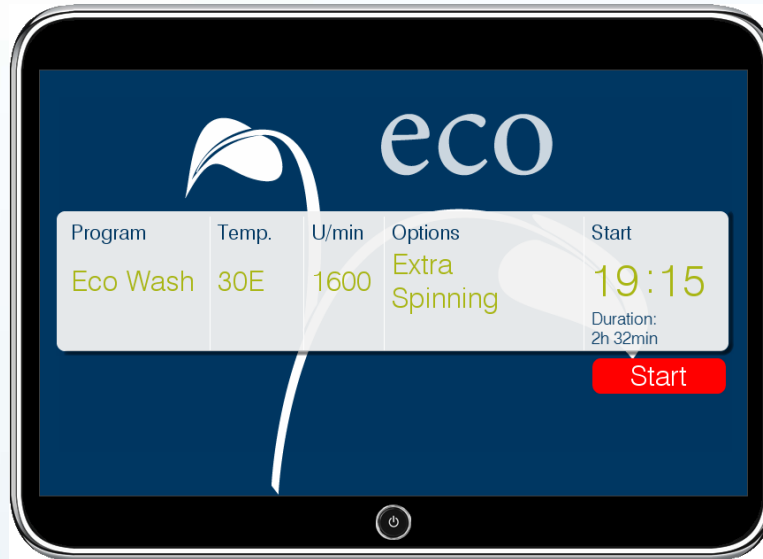 eco
Program Temp. U/min Options Start
Eco Wash 30E 1600 Extra Spinning 19:15
Duration:
2h 32min
Start